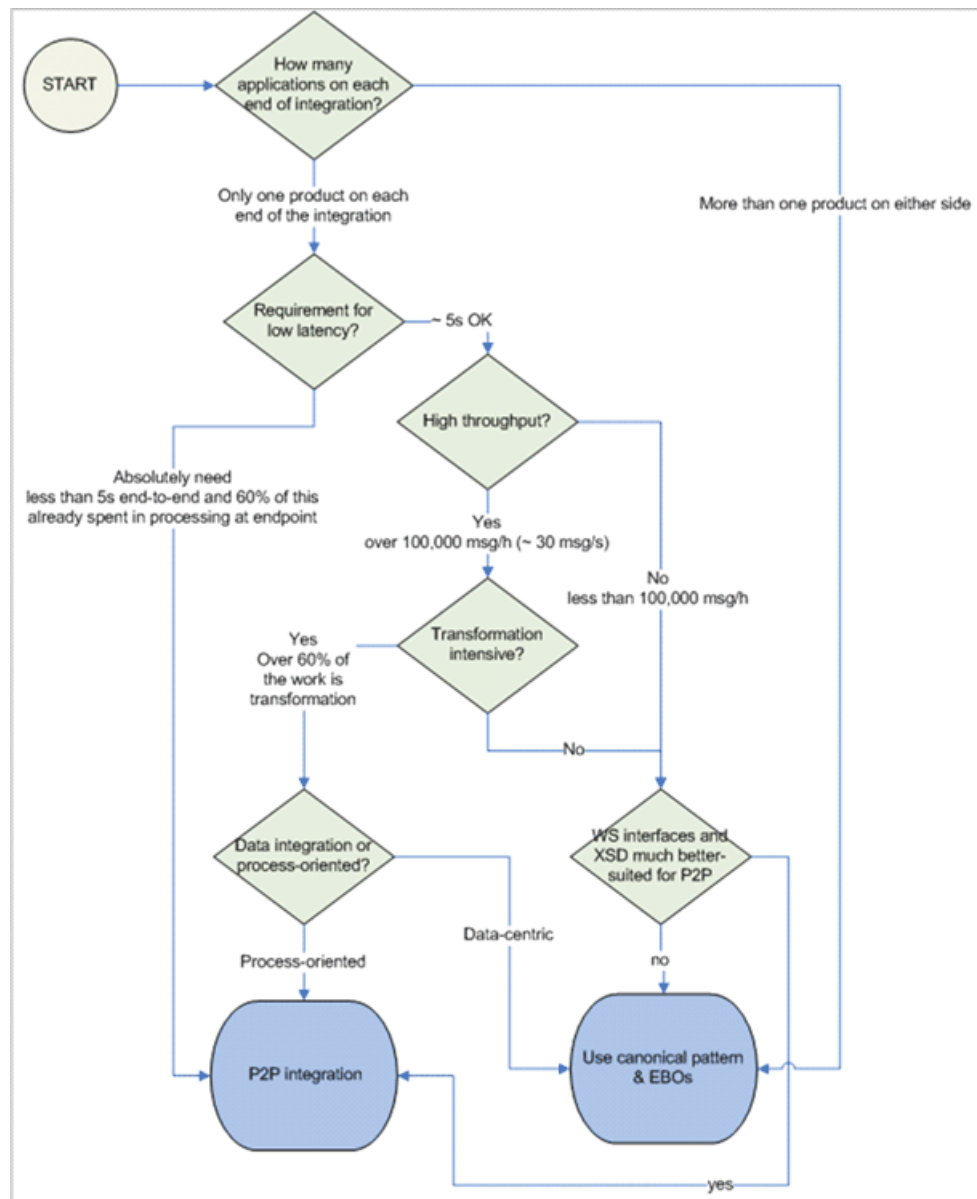 START
How many
applications on each
end of integration?
Only one product on each
end of the integration
More than one product on either side
Requirement for
low latency?
~ 5s OK
High throughput?
Absolutely need
less than 5s end-to-end and 60% of this
already spent in processing at endpoint
Yes
over 100,000 msg/h (~ 30 msg/s)
No
less than 100,000 msg/h
Transformation
intensive?
Yes
Over 60% of
the work is
transformation
No
Data integration or
process-oriented?
WS interfaces and
XSD much better-
suited for P2P
Data-centric
Process-oriented
no
P2P integration
Use canonical pattern
& EBOs
yes